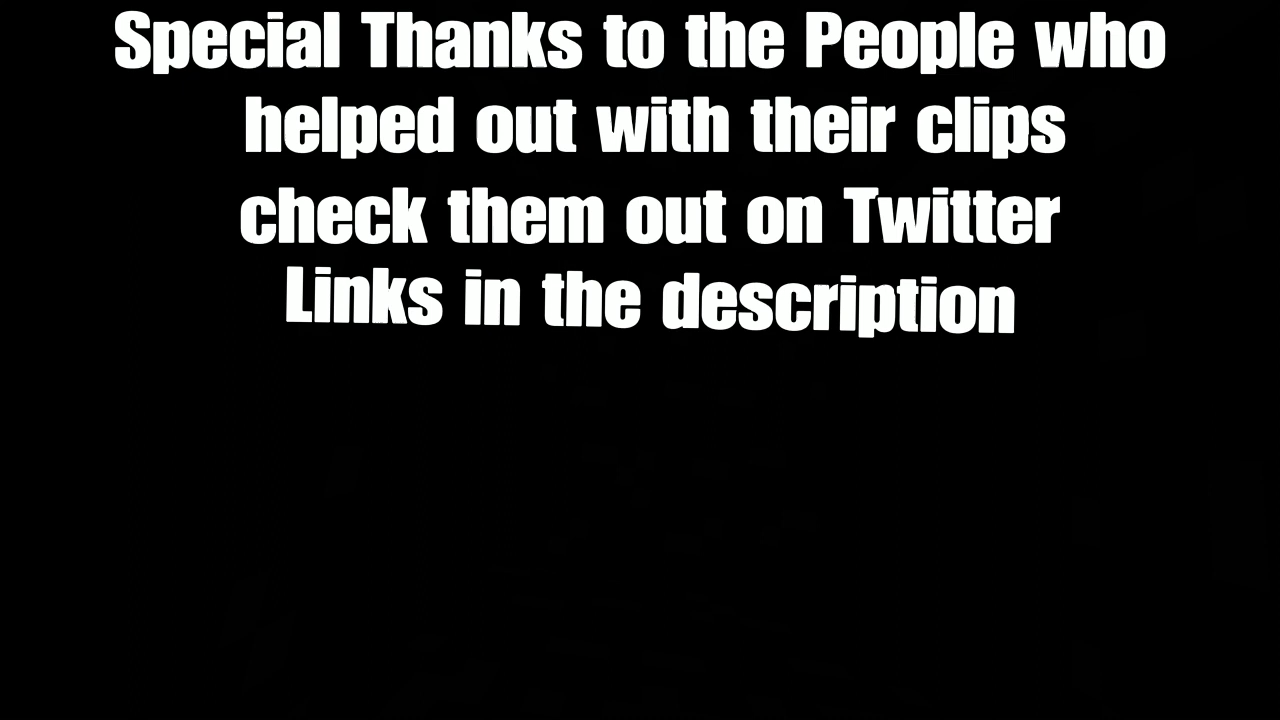 Special Thanks to the People who
helped out with their clips
check them out on Twitter
Links in the description